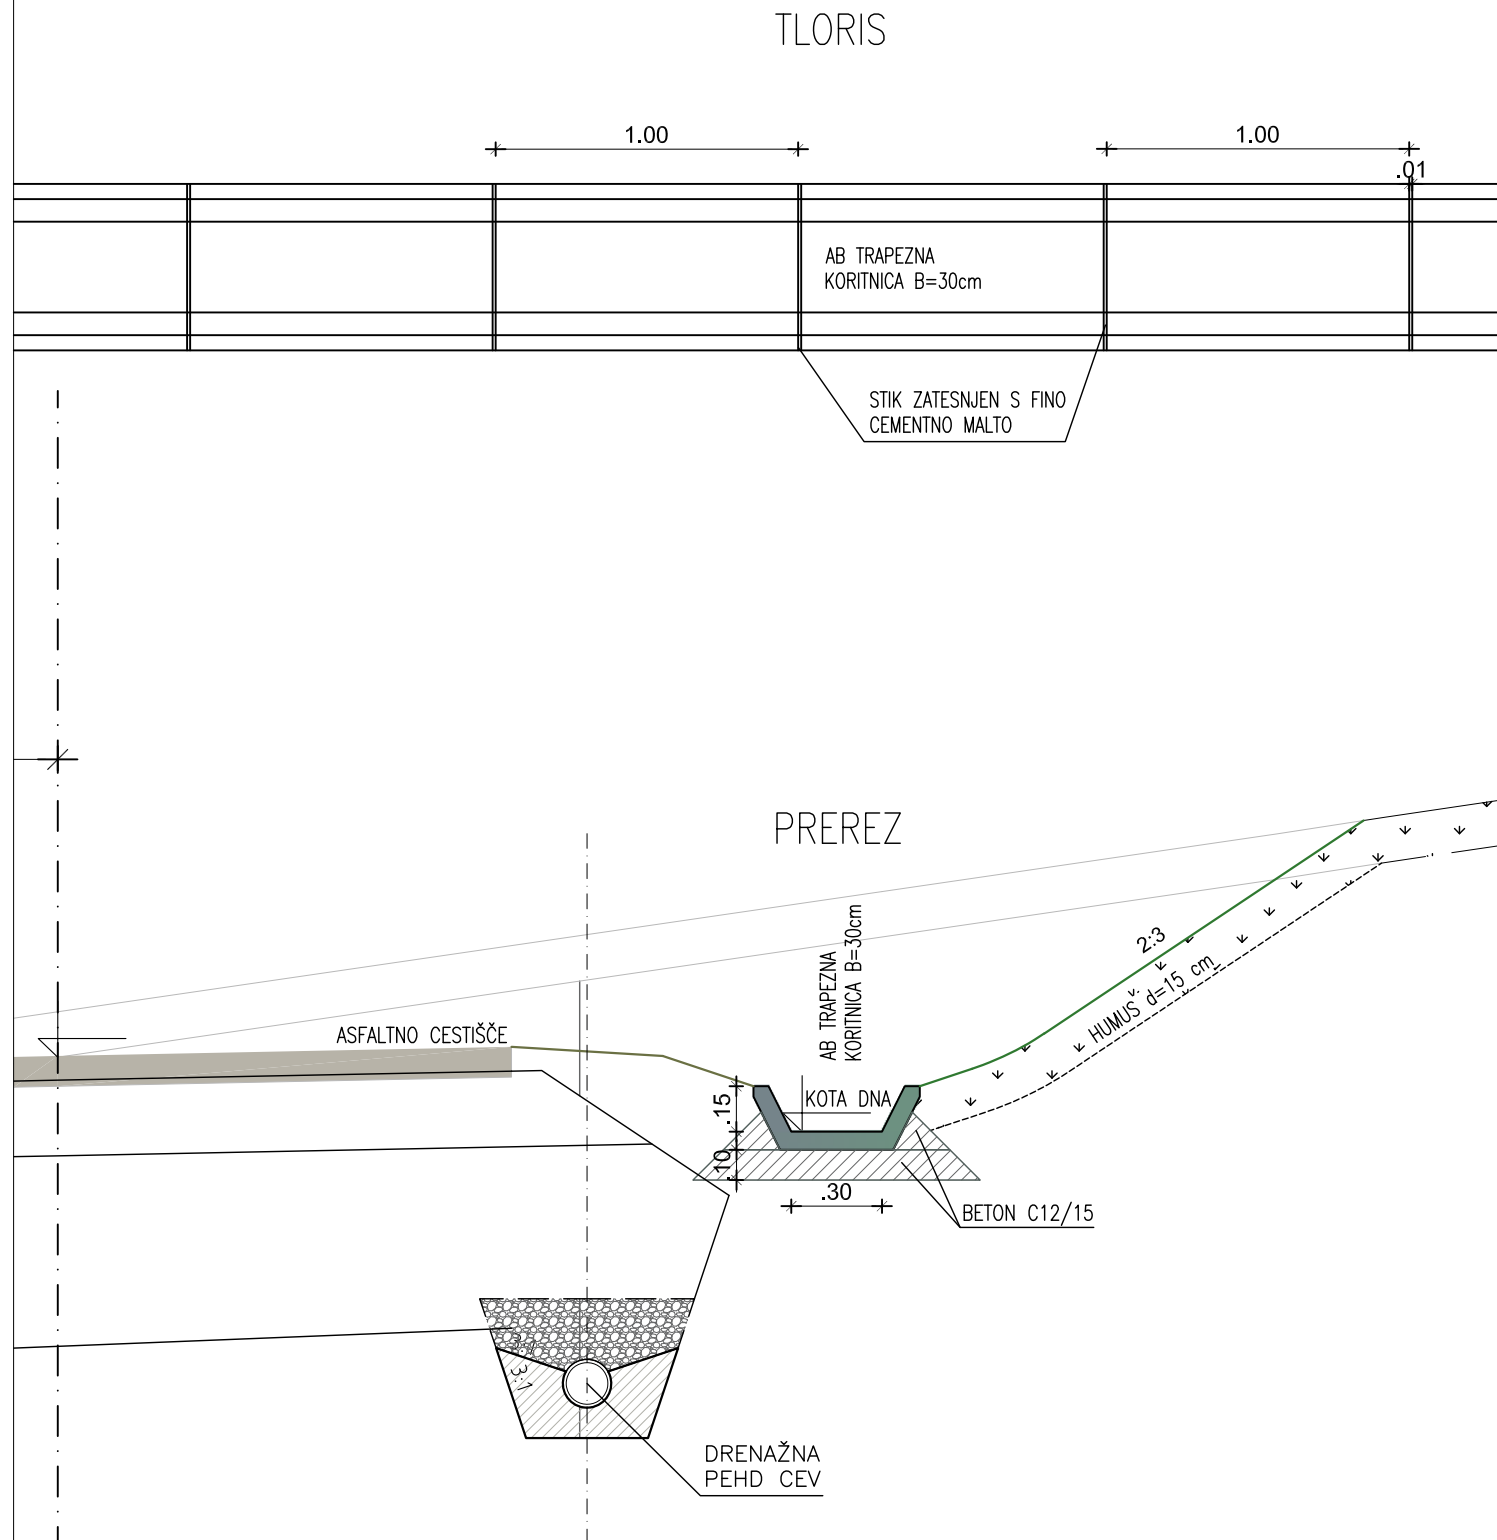 TLORIS
1.00
1.00
.01
AB TRAPEZNA
KORITNICA B=30cm
STIK ZATESNJEN S FINO
CEMENTNO MALTO
PREREZ
AB TRAPEZNA
KORITNICA B=30cm
2:3
HUMUS d=15 cm
ASFALTNO CESTIŠČE
KOTA DNA
.15
.10
.30
BETON C12/15
3:1
DRENAŽNA
PEHD CEV